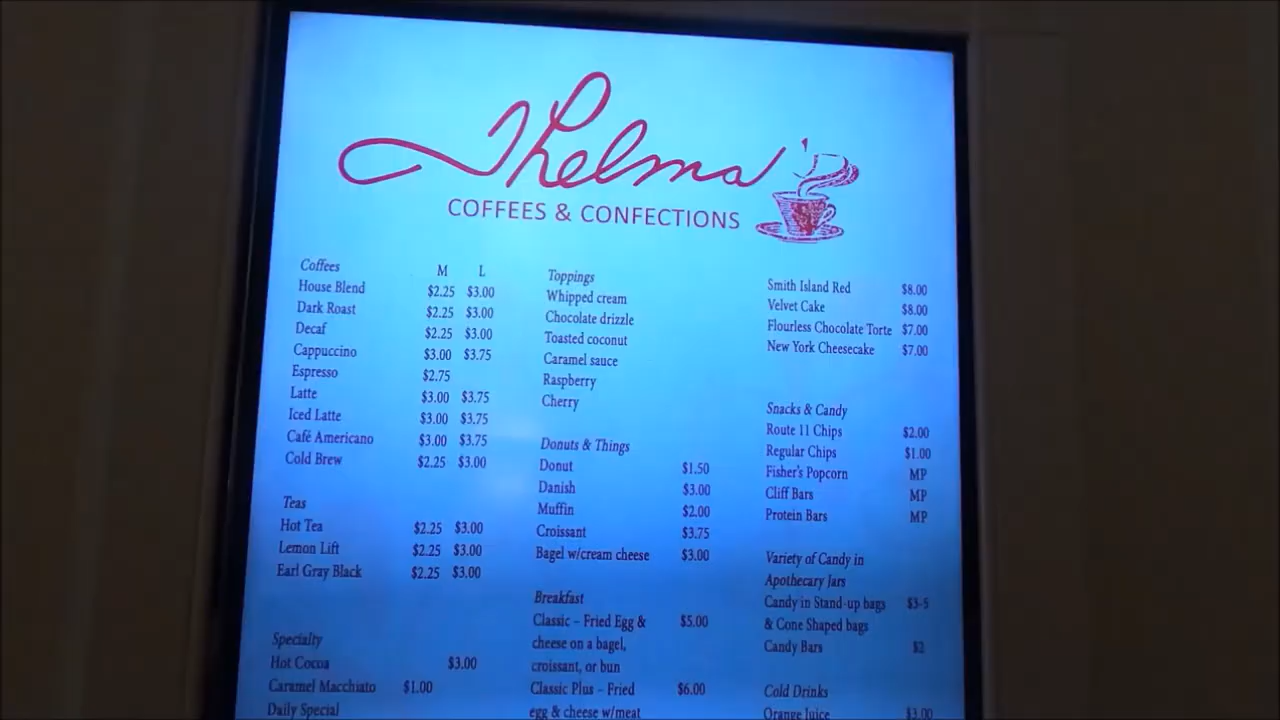 Thelma's
COFFEES & CONFECTIONS
Coffees M L
House Blend $2.25 $3.00
Dark Roast $2.25 $3.00
Decaf $2.25 $3.00
Cappuccino $3.00 $3.75
Espresso $2.75
Latte $3.00 $3.75
Iced Latte $3.00 $3.75
Café Americano $3.00 $3.75
Cold Brew $2.25 $3.00
Teas
Hot Tea $2.25 $3.00
Lemon Lift $2.25 $3.00
Earl Gray Black $2.25 $3.00
Specialty
Hot Cocoa $3.00
Caramel Macchiato $1.00
Daily Special
Toppings
Whipped cream
Chocolate drizzle
Toasted coconut
Caramel sauce
Raspberry
Cherry
Donuts & Things
Donut $1.50
Danish $3.00
Muffin $2.00
Croissant $3.75
Bagel w/cream cheese $3.00
Breakfast
Classic – Fried Egg & $5.00
cheese on a bagel,
croissant, or bun
Classic Plus – Fried $6.00
egg & cheese w/meat
Smith Island Red $8.00
Velvet Cake $8.00
Flourless Chocolate Torte $7.00
New York Cheesecake $7.00
Snacks & Candy
Route 11 Chips $2.00
Regular Chips $1.00
Fisher's Popcorn MP
Cliff Bars MP
Protein Bars MP
Variety of Candy in
Apothecary Jars
Candy in Stand-up bags $3-5
& Cone Shaped bags
Candy Bars $2
Cold Drinks
Orange Juice $3.00